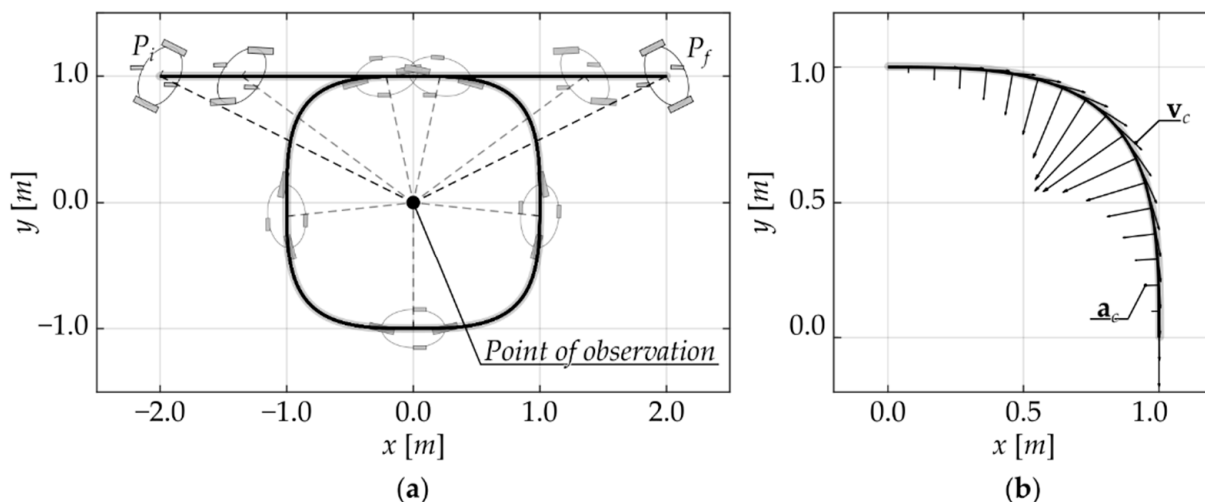 P_i
P_f
1.0
0.0
−1.0
y [m]
Point of observation
−2.0
−1.0
0.0
1.0
2.0
x [m]
(a)
1.0
0.5
0.0
y [m]
v_c
a_c
0.0
0.5
1.0
x [m]
(b)